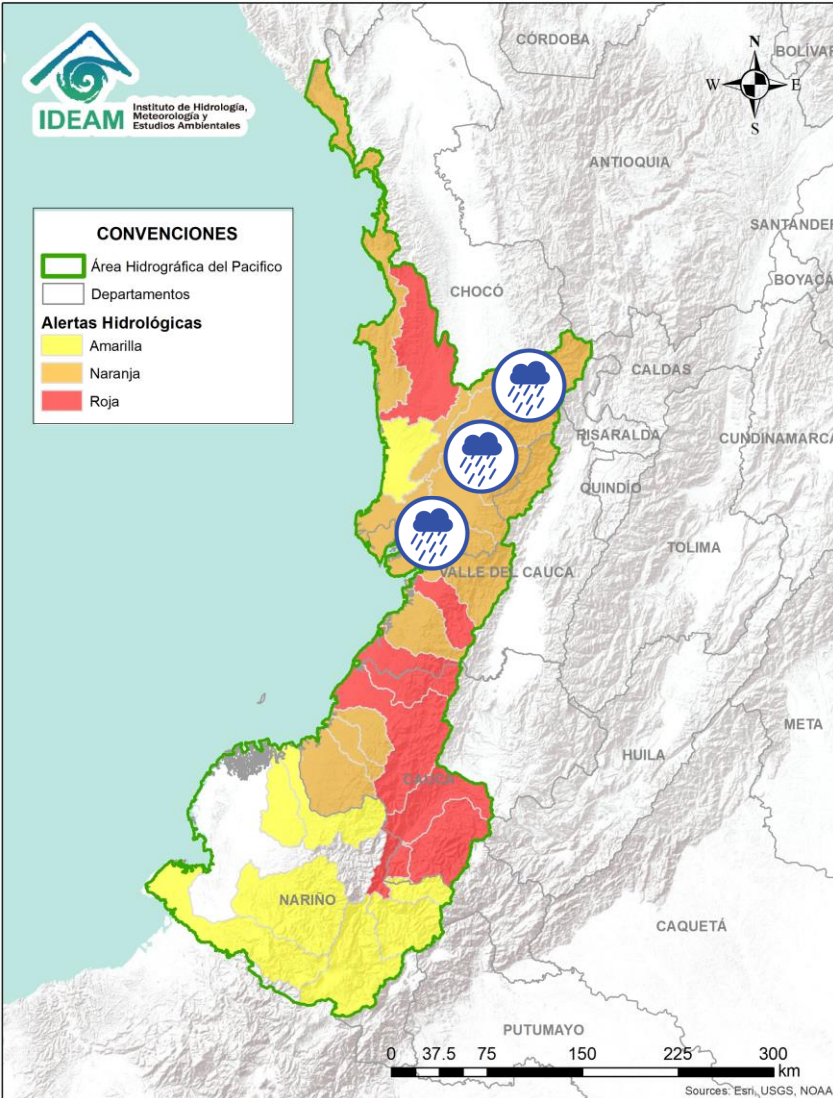 IDEAM
Instituto de Hidrología,
Meteorología y
Estudios Ambientales
CONVENCIONES
Área Hidrográfica del Pacifico
Departamentos
Alertas Hidrológicas
Amarilla
Naranja
Roja
N
W
E
S
CÓRDOBA
BOLÍVAR
ANTIOQUIA
SANTANDER
BOYACÁ
CHOCÓ
CALDAS
RISARALDA
CUNDINAMARCA
QUINDÍO
TOLIMA
VALLE DEL CAUCA
META
HUILA
CAUCA
NARIÑO
CAQUETÁ
PUTUMAYO
0 37.5 75 150 225 300
km
Sources: Esri, USGS, NOAA